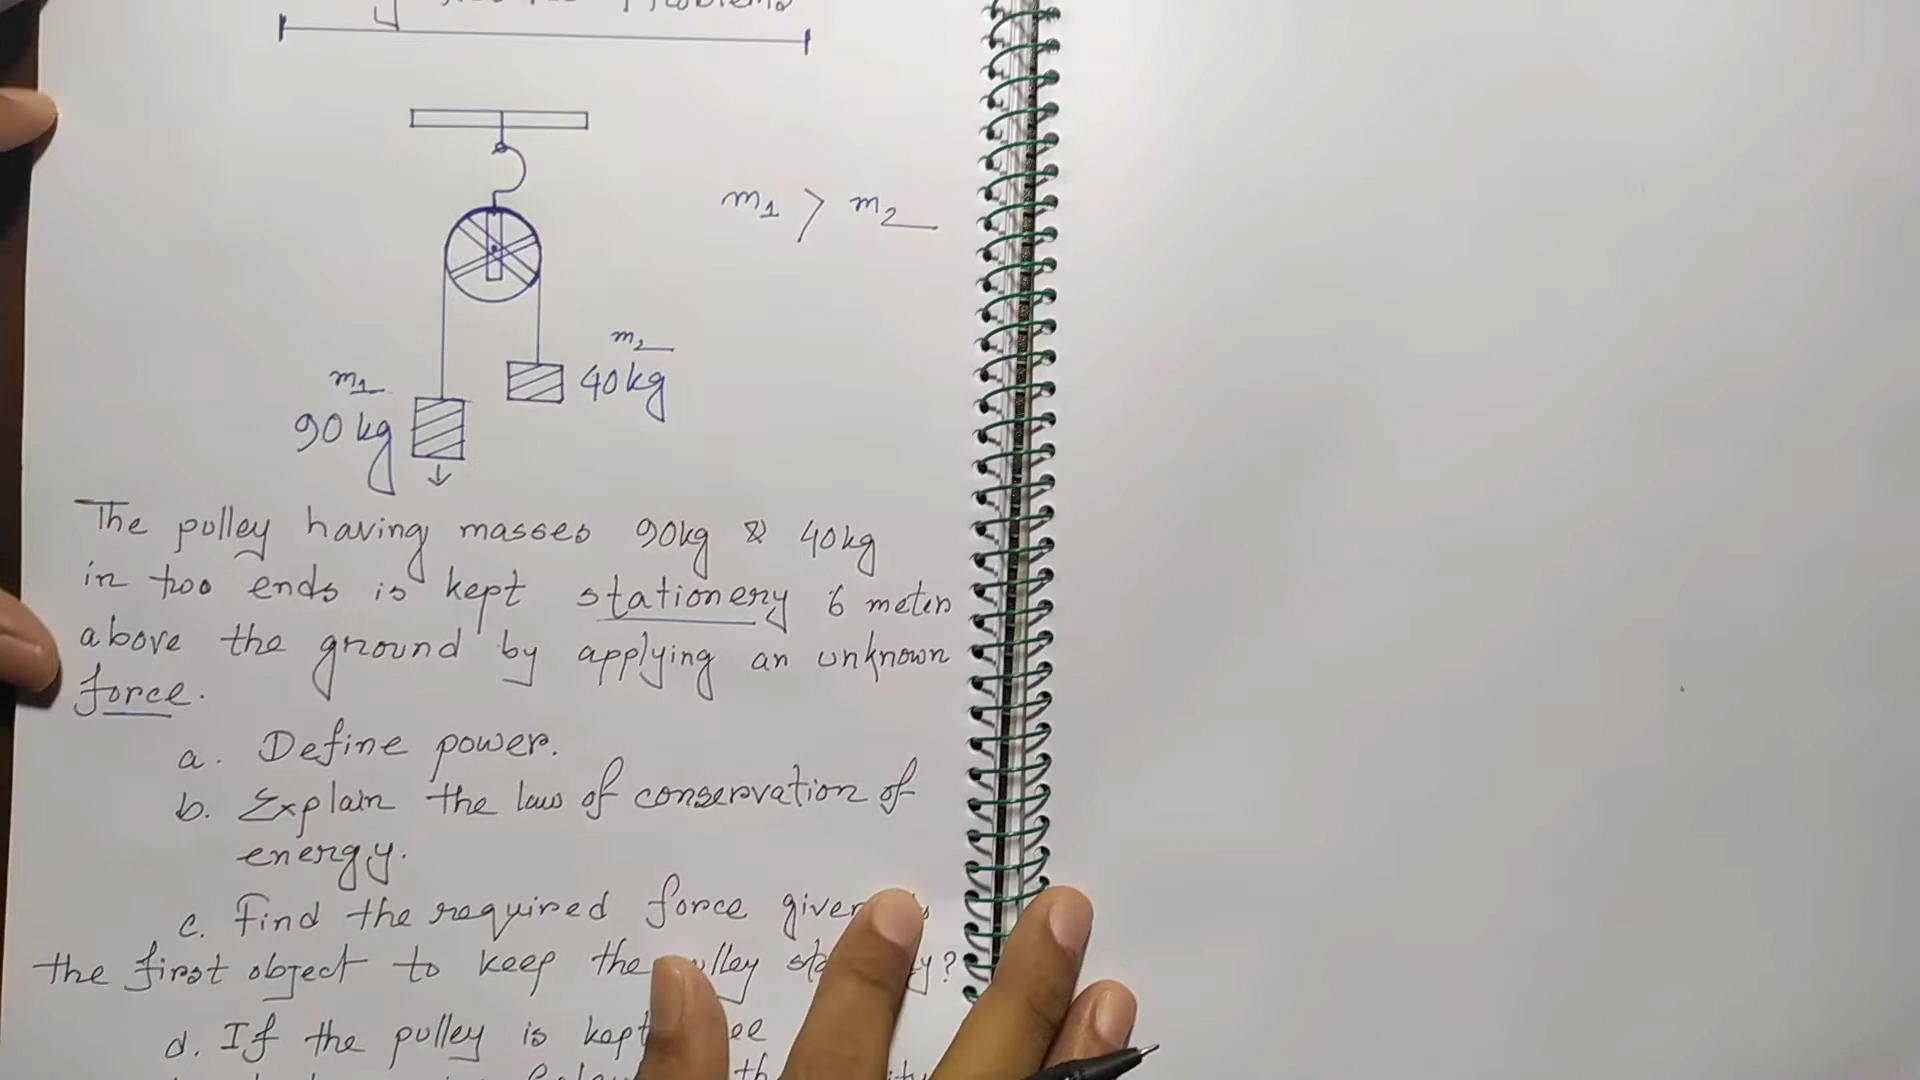 Problems
m1 > m2
m2
40kg
m1
90 kg
The pulley having masses 90kg & 40kg
in two ends is kept stationery 6 meter
above the ground by applying an unknown
force.
a. Define power.
b. Explain the law of conservation of
energy.
c. Find the required force given
the first object to keep the
d. If the pulley is kept